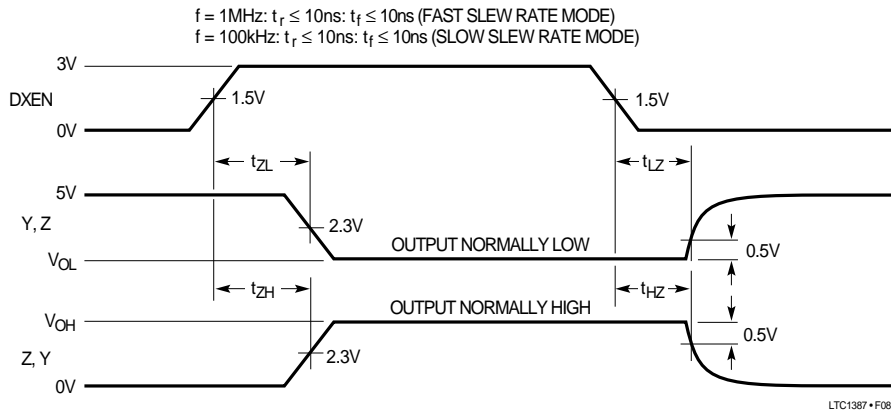 f = 1MHz: tr ≤ 10ns: tf ≤ 10ns (FAST SLEW RATE MODE)
f = 100kHz: tr ≤ 10ns: tf ≤ 10ns (SLOW SLEW RATE MODE)
3V
DXEN
1.5V
1.5V
0V
tZL
tLZ
5V
Y, Z
2.3V
OUTPUT NORMALLY LOW
0.5V
VOL
tZH
tHZ
VOH
OUTPUT NORMALLY HIGH
0.5V
Z, Y
2.3V
0V
LTC1387 • F08